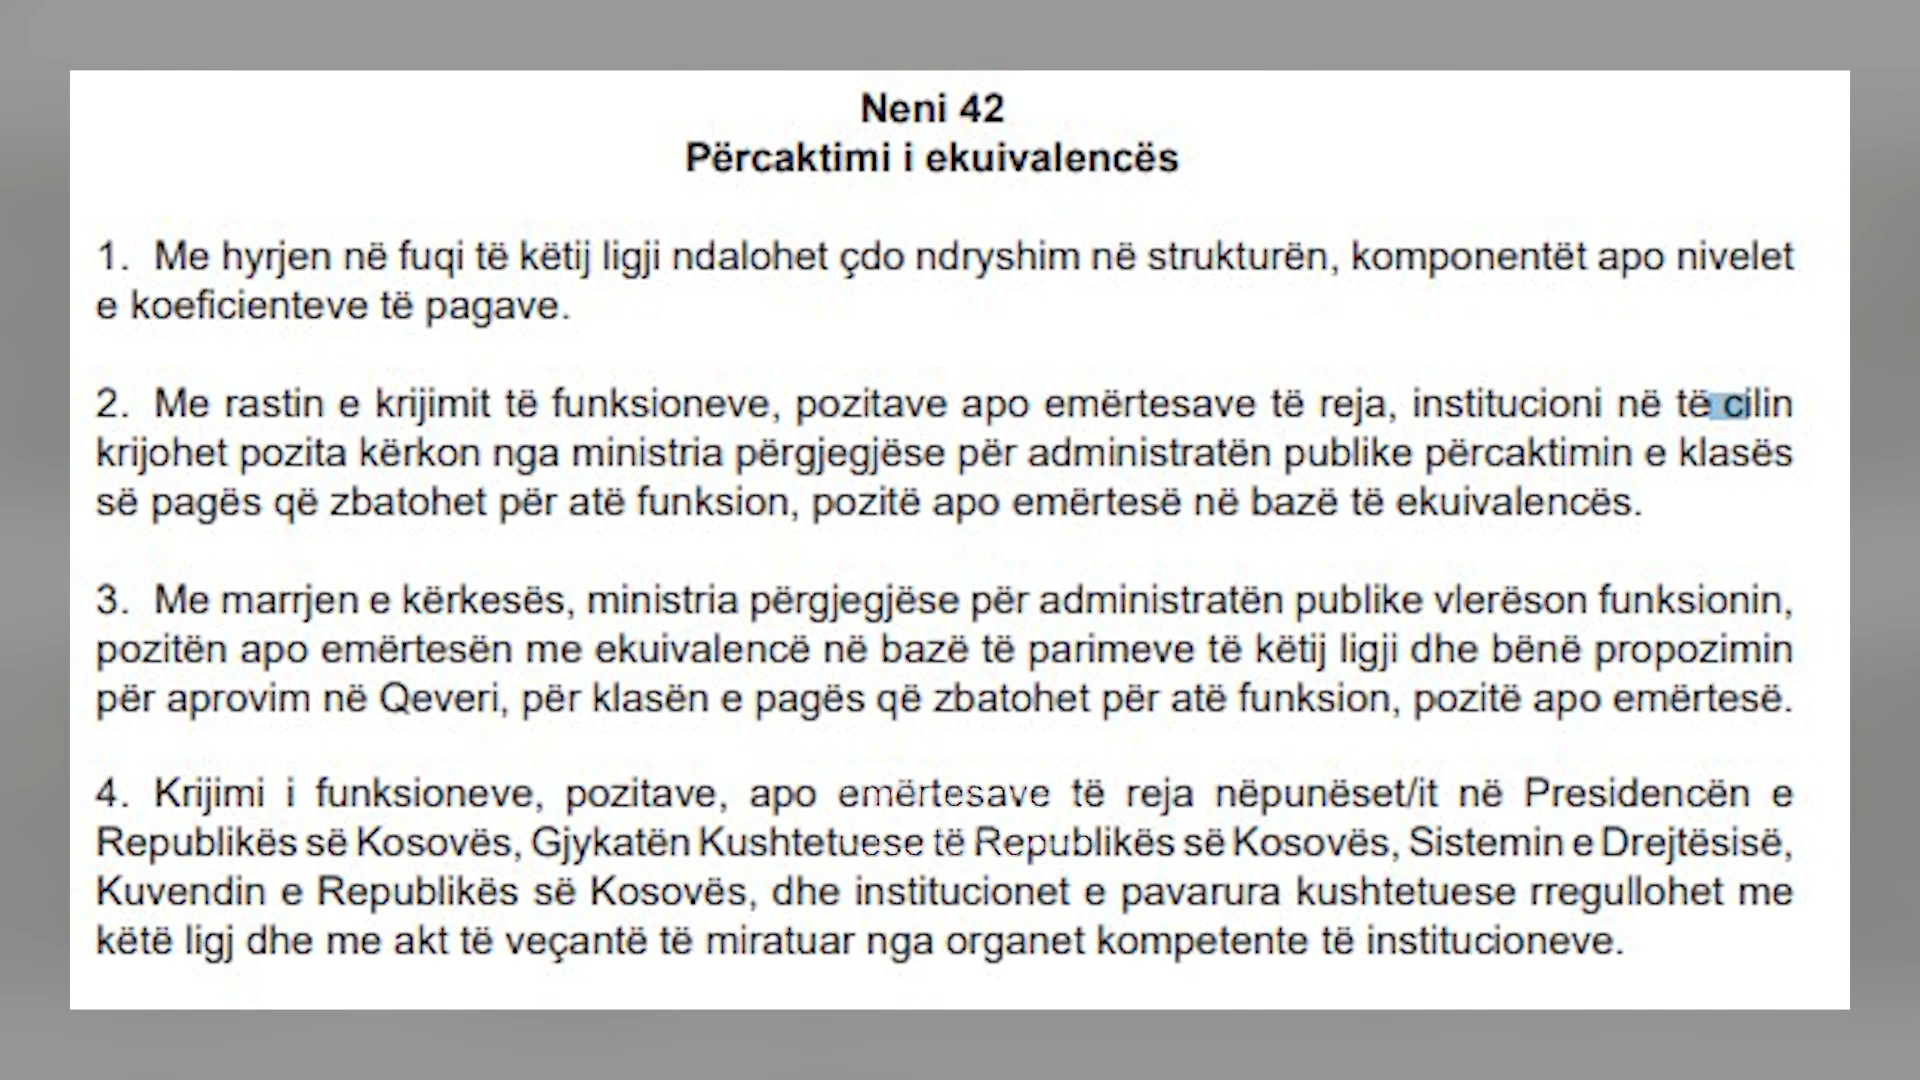 Neni 42
Përcaktimi i ekuivalencës
1. Me hyrjen në fuqi të këtij ligji ndalohet çdo ndryshim në strukturën, komponentët apo nivelet
e koeficienteve të pagave.
2. Me rastin e krijimit të funksioneve, pozitave apo emërtesave të reja, institucioni në të cilin
krijohet pozita kërkon nga ministria përgjegjëse për administratën publike përcaktimin e klasës
së pagës që zbatohet për atë funksion, pozitë apo emërtesë në bazë të ekuivalencës.
3. Me marrjen e kërkesës, ministria përgjegjëse për administratën publike vlerëson funksionin,
pozitën apo emërtesën me ekuivalencë në bazë të parimeve të këtij ligji dhe bënë propozimin
për aprovim në Qeveri, për klasën e pagës që zbatohet për atë funksion, pozitë apo emërtesë.
4. Krijimi i funksioneve, pozitave, apo emërtesave të reja nëpunëset/it në Presidencën e
Republikës së Kosovës, Gjykatën Kushtetuese të Republikës së Kosovës, Sistemin e Drejtësisë,
Kuvendin e Republikës së Kosovës, dhe institucionet e pavarura kushtetuese rregullohet me
këtë ligj dhe me akt të veçantë të miratuar nga organet kompetente të institucioneve.